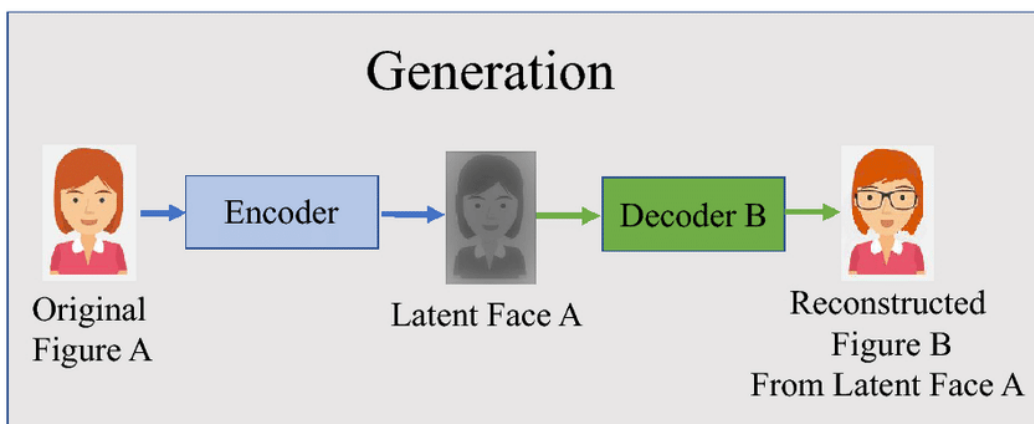 Generation
Encoder
Decoder B
Original
Figure A
Latent Face A
Reconstructed
Figure B
From Latent Face A